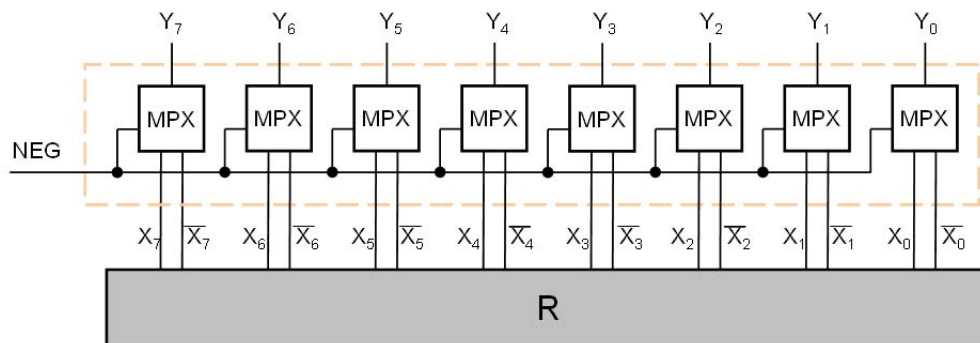 Y₇ Y₆ Y₅ Y₄ Y₃ Y₂ Y₁ Y₀
MPX MPX MPX MPX MPX MPX MPX MPX
NEG
X₇ X̅₇ X₆ X̅₆ X₅ X̅₅ X₄ X̅₄ X₃ X̅₃ X₂ X̅₂ X₁ X̅₁ X₀ X̅₀
R